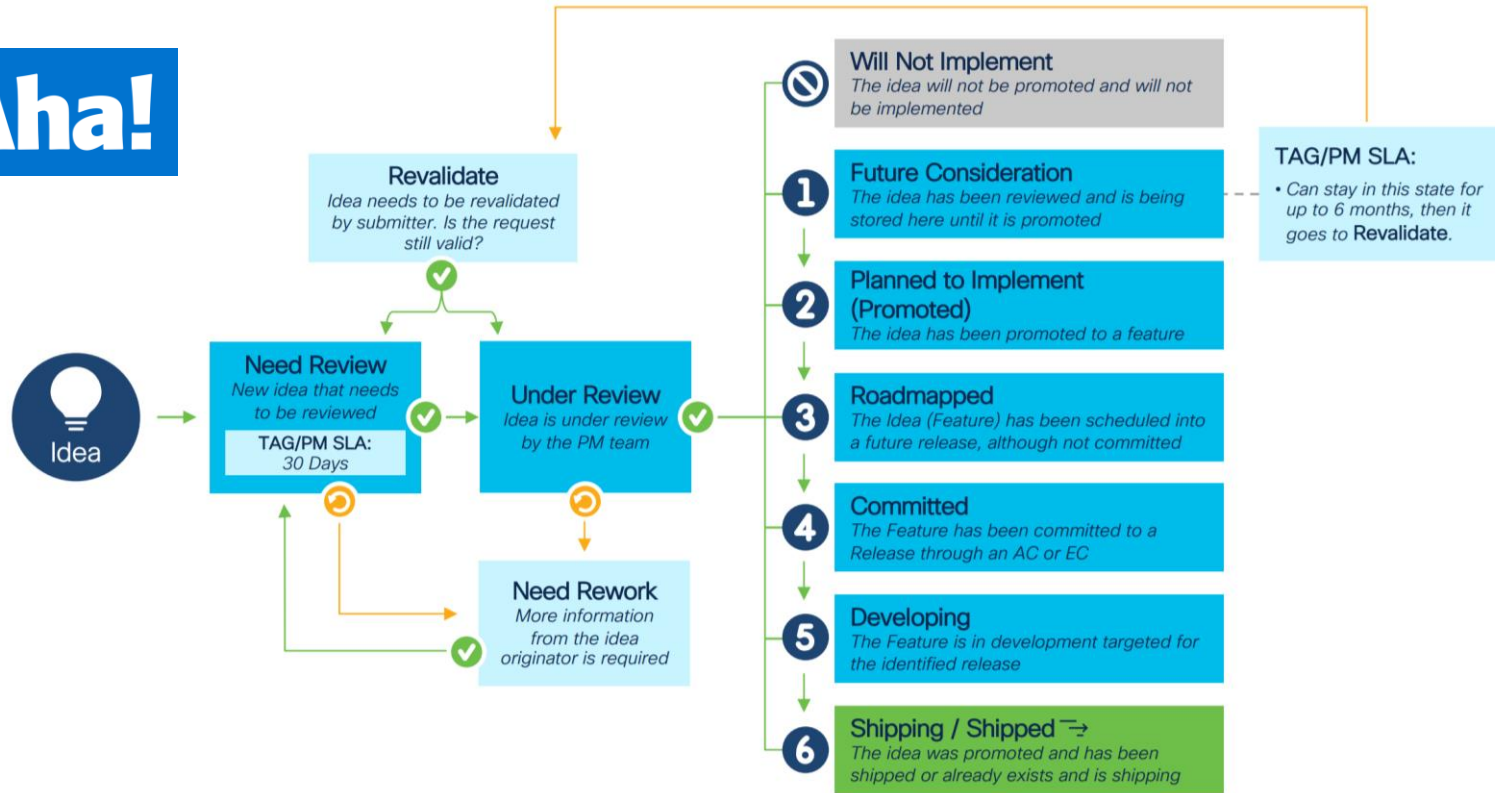 Aha!
Will Not Implement
The idea will not be promoted and will not
be implemented
TAG/PM SLA:
• Can stay in this state for
up to 6 months, then it
goes to Revalidate.
Revalidate
Idea needs to be revalidated
by submitter. Is the request
still valid?
1
Future Consideration
The idea has been reviewed and is being
stored here until it is promoted
2
Planned to Implement
(Promoted)
The idea has been promoted to a feature
Idea
Need Review
New idea that needs
to be reviewed
TAG/PM SLA:
30 Days
Under Review
Idea is under review
by the PM team
3
Roadmapped
The Idea (Feature) has been scheduled into
a future release, although not committed
4
Committed
The Feature has been committed to a
Release through an AC or EC
Need Rework
More information
from the idea
originator is required
5
Developing
The Feature is in development targeted for
the identified release
6
Shipping / Shipped
The idea was promoted and has been
shipped or already exists and is shipping